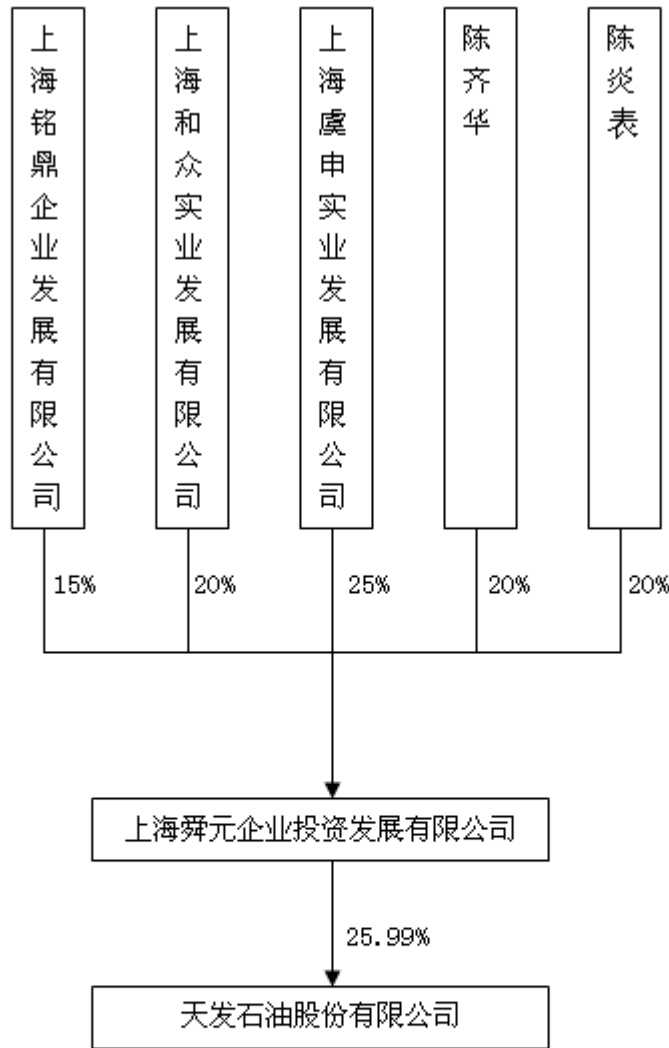 上海铭鼎企业发展有限公司
上海和众实业发展有限公司
上海虞申实业发展有限公司
陈齐华
陈炎表
15%
20%
25%
20%
20%
上海舜元企业投资发展有限公司
25.99%
天发石油股份有限公司